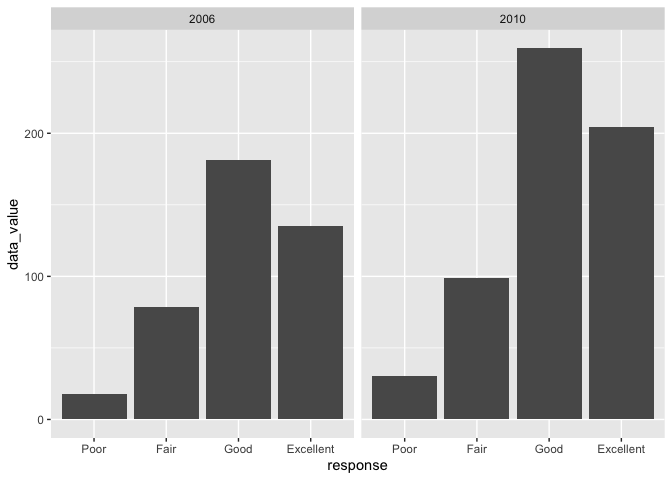 2006 2010
200
100
0
data_value
Poor Fair Good Excellent Poor Fair Good Excellent
response